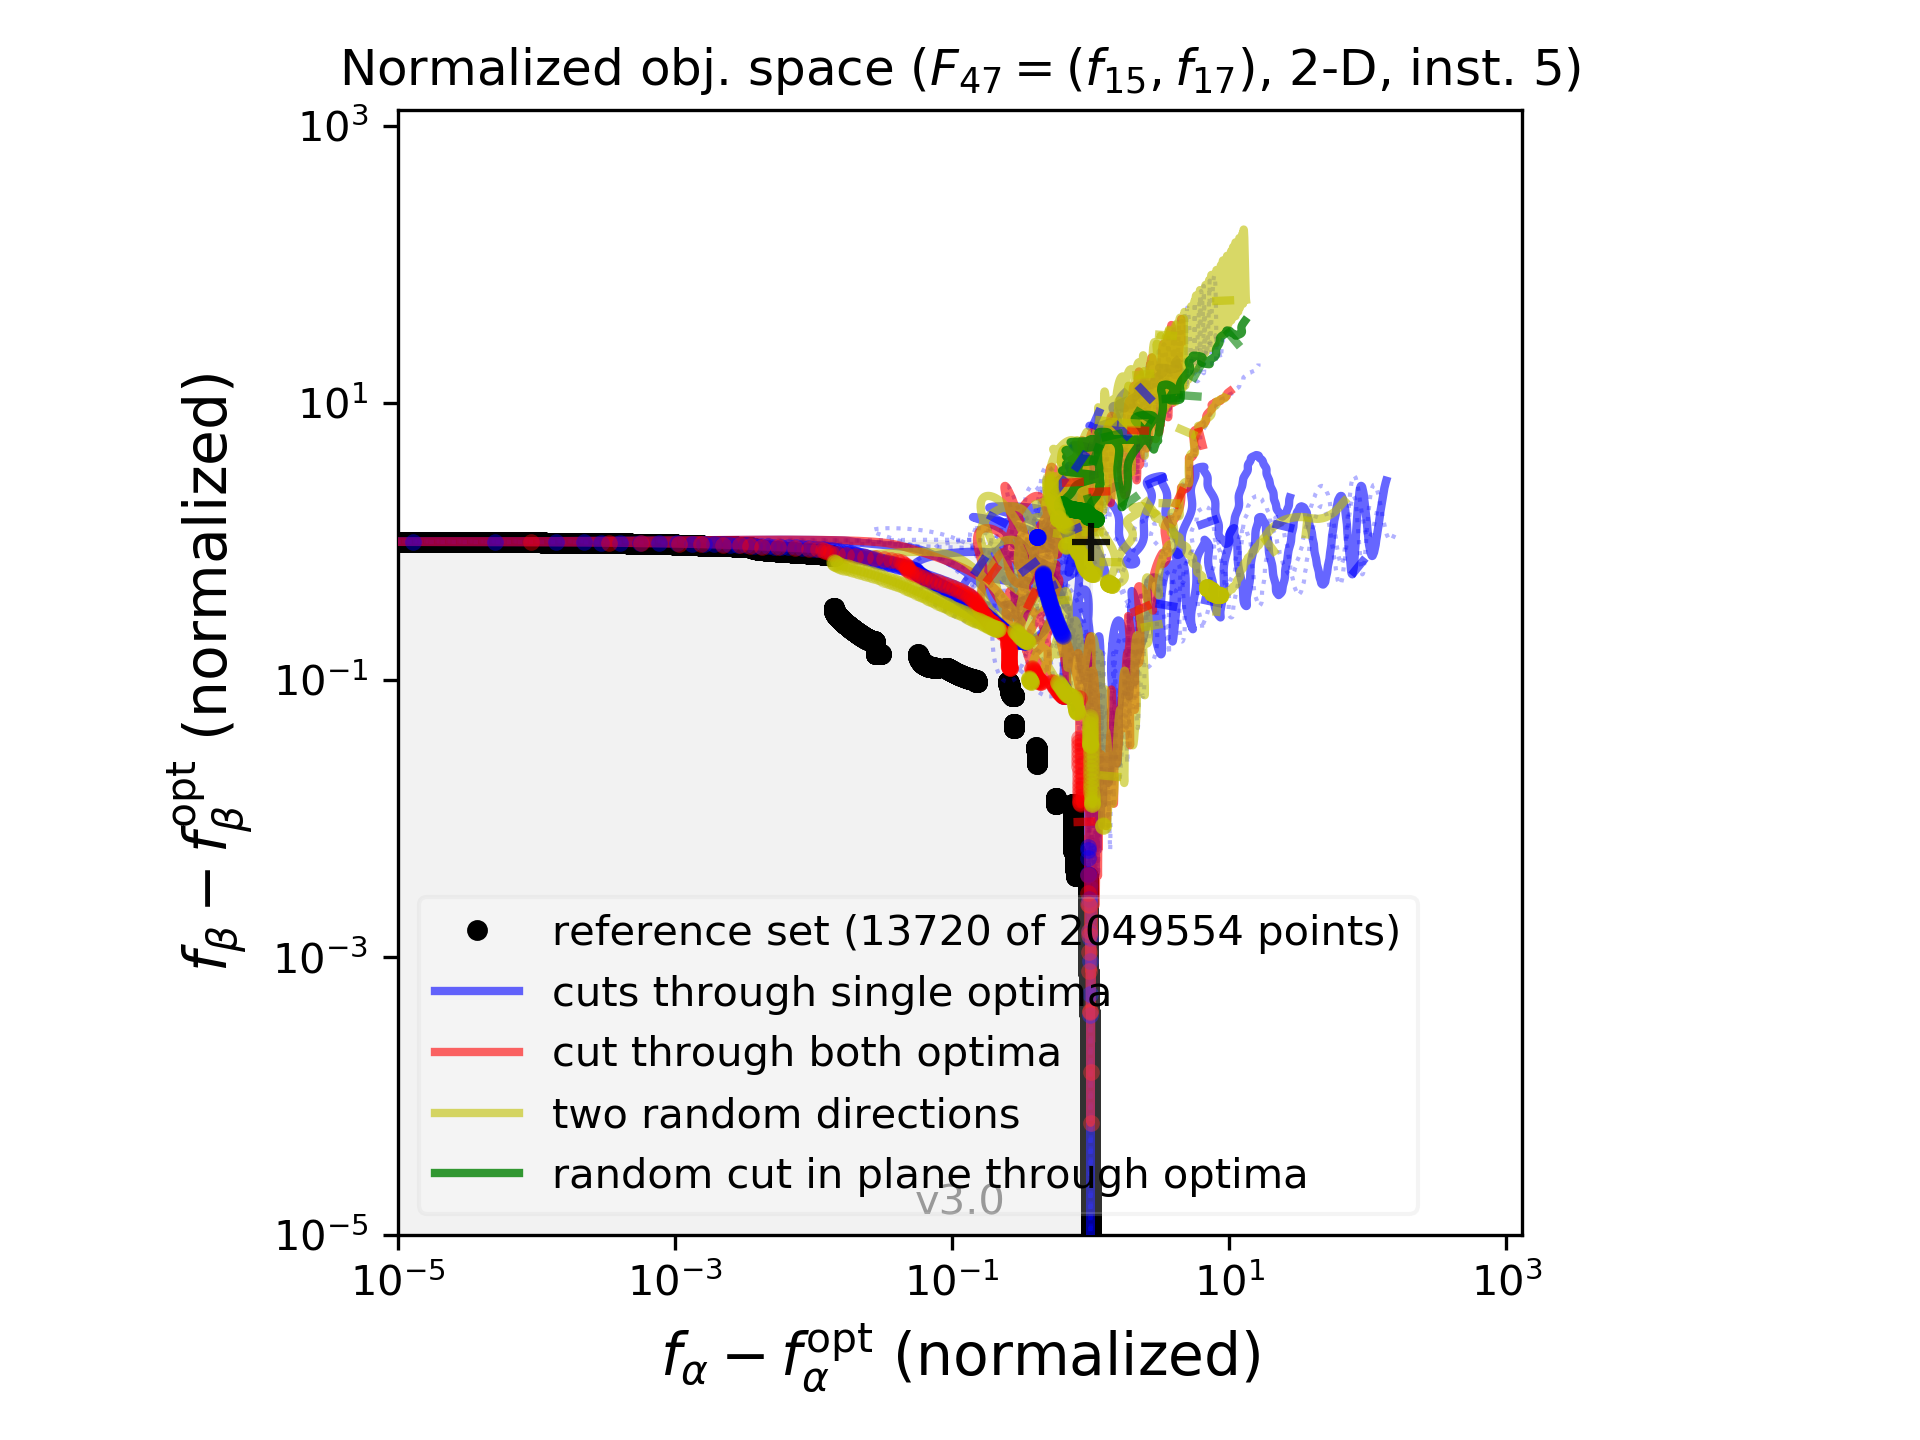 Normalized obj. space (F₄₇ = (f₁₅, f₁₇), 2-D, inst. 5)
10³
10¹
10⁻¹
10⁻³
10⁻⁵
f_β − f_β^opt (normalized)
reference set (13720 of 2049554 points)
cuts through single optima
cut through both optima
two random directions
random cut in plane through optima
v3.0
10⁻⁵
10⁻³
10⁻¹
10¹
10³
f_α − f_α^opt (normalized)